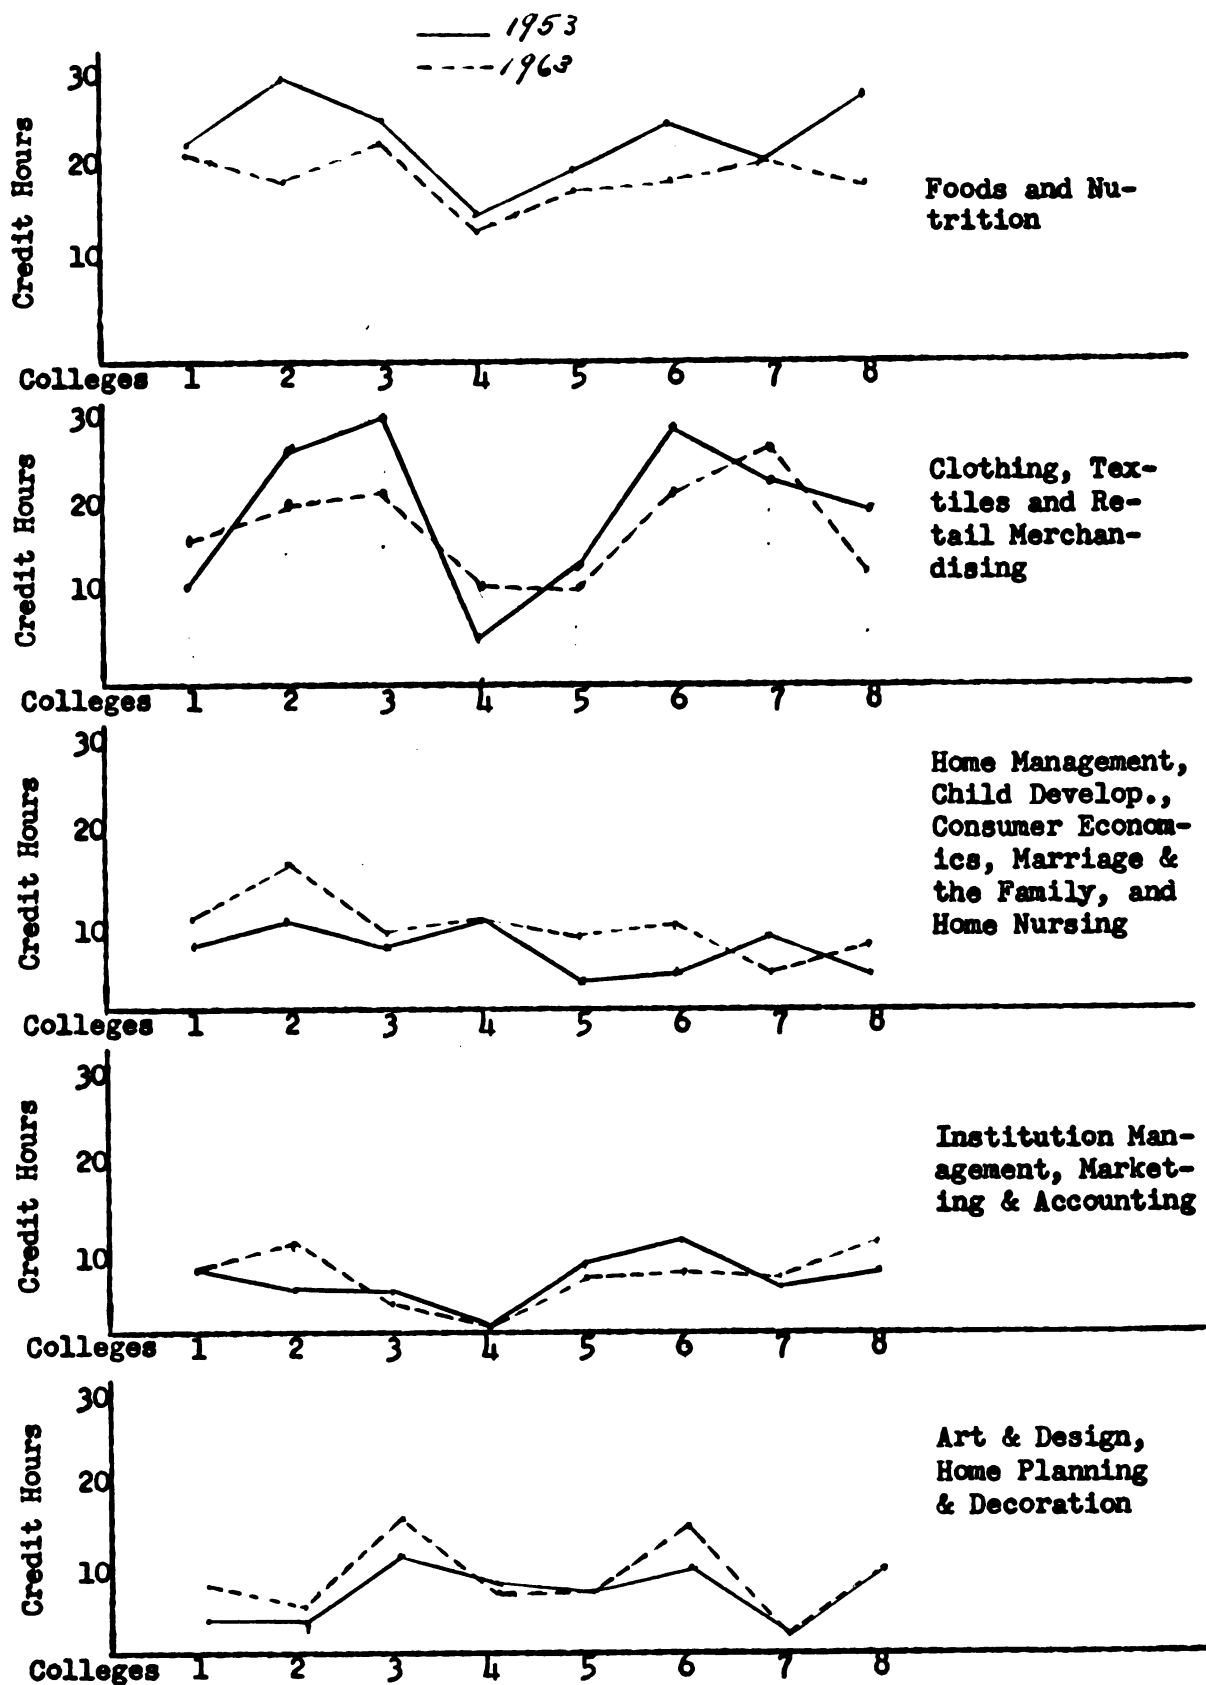 1953
1963
30
20
10
Credit Hours
Foods and Nu-
trition
Colleges 1 2 3 4 5 6 7 8
30
20
10
Credit Hours
Clothing, Tex-
tiles and Re-
tail Merchan-
dising
Colleges 1 2 3 4 5 6 7 8
30
20
10
Credit Hours
Home Management,
Child Develop.,
Consumer Econom-
ics, Marriage &
the Family, and
Home Nursing
Colleges 1 2 3 4 5 6 7 8
30
20
10
Credit Hours
Institution Man-
agement, Market-
ing & Accounting
Colleges 1 2 3 4 5 6 7 8
30
20
10
Credit Hours
Art & Design,
Home Planning
& Decoration
Colleges 1 2 3 4 5 6 7 8